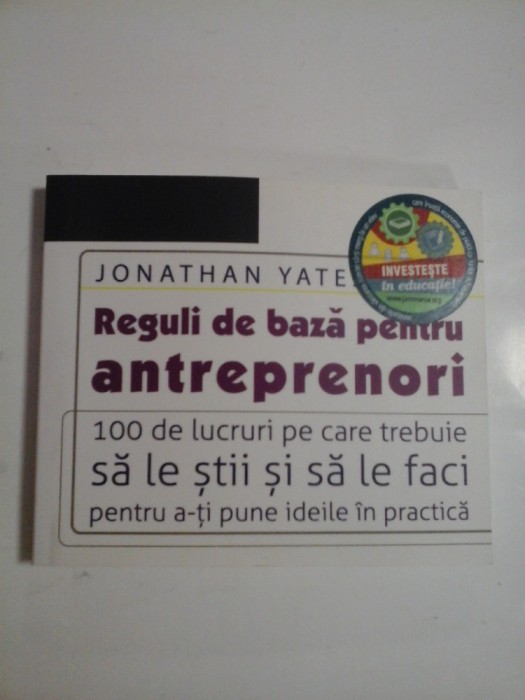 JONATHAN YATE
Reguli de bază pentru
antreprenori
100 de lucruri pe care trebuie
să le știi și să le faci
pentru a-ți pune ideile în practică
INVESTEȘTE
în educație!